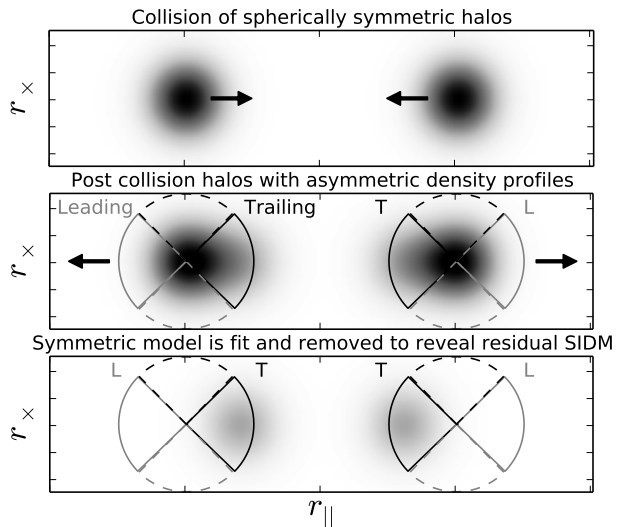 Collision of spherically symmetric halos
r×
Post collision halos with asymmetric density profiles
Leading Trailing T L
r×
Symmetric model is fit and removed to reveal residual SIDM
L T T L
r×
r||